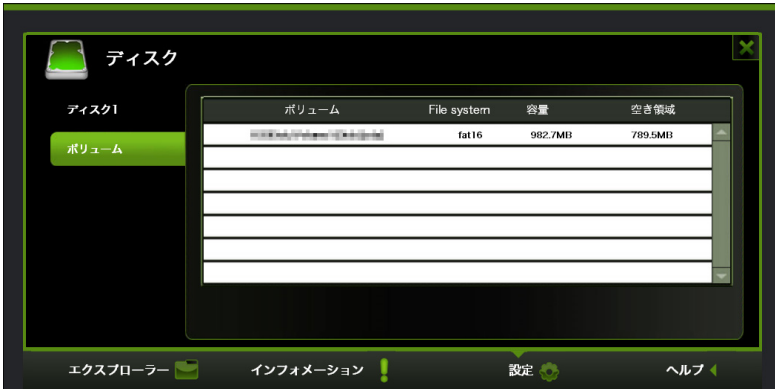 ディスク
ディスク1
ボリューム
ボリューム File system 容量 空き領域
fat16 982.7MB 789.5MB
エクスプローラー インフォメーション 設定 ヘルプ